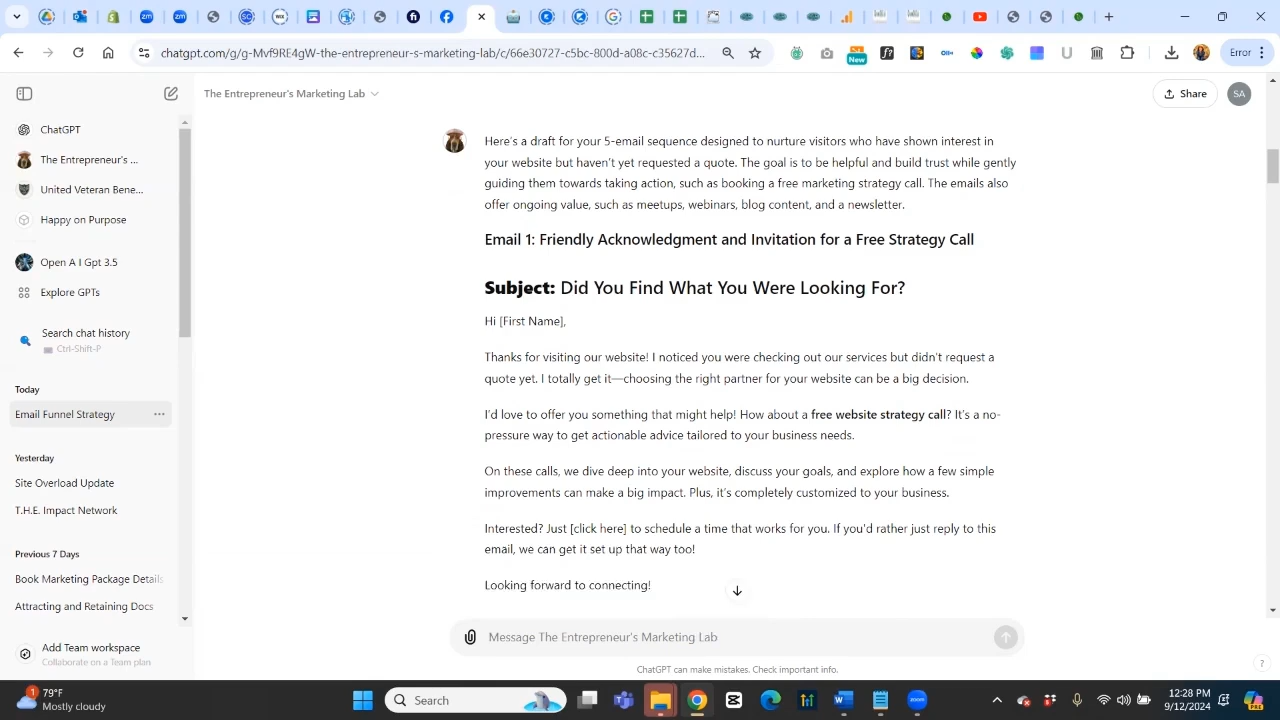 chatgpt.com/g/g-Mvf9RE4gW-the-entrepreneur-s-marketing-lab/c/66e30727-c5bc-800d-a08c-c35627d...
New
Error
The Entrepreneur's Marketing Lab
Share
SA
ChatGPT
The Entrepreneur's ...
United Veteran Bene...
Happy on Purpose
Open A I Gpt 3.5
Explore GPTs
Search chat history
Ctrl-Shift-P
Today
Email Funnel Strategy
Yesterday
Site Overload Update
T.H.E. Impact Network
Previous 7 Days
Book Marketing Package Details
Attracting and Retaining Docs
Add Team workspace
Collaborate on a Team plan
Here's a draft for your 5-email sequence designed to nurture visitors who have shown interest in
your website but haven't yet requested a quote. The goal is to be helpful and build trust while gently
guiding them towards taking action, such as booking a free marketing strategy call. The emails also
offer ongoing value, such as meetups, webinars, blog content, and a newsletter.
Email 1: Friendly Acknowledgment and Invitation for a Free Strategy Call
Subject: Did You Find What You Were Looking For?
Hi [First Name],
Thanks for visiting our website! I noticed you were checking out our services but didn't request a
quote yet. I totally get it—choosing the right partner for your website can be a big decision.
I'd love to offer you something that might help! How about a free website strategy call? It's a no-
pressure way to get actionable advice tailored to your business needs.
On these calls, we dive deep into your website, discuss your goals, and explore how a few simple
improvements can make a big impact. Plus, it's completely customized to your business.
Interested? Just [click here] to schedule a time that works for you. If you'd rather just reply to this
email, we can get it set up that way too!
Looking forward to connecting!
Message The Entrepreneur's Marketing Lab
ChatGPT can make mistakes. Check important info.
?
1
79°F
Mostly cloudy
Search
12:28 PM
9/12/2024